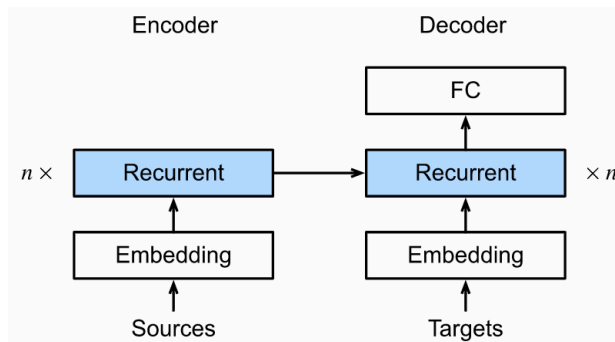 Encoder
Decoder
FC
n ×
Recurrent
Recurrent
× n
Embedding
Embedding
Sources
Targets